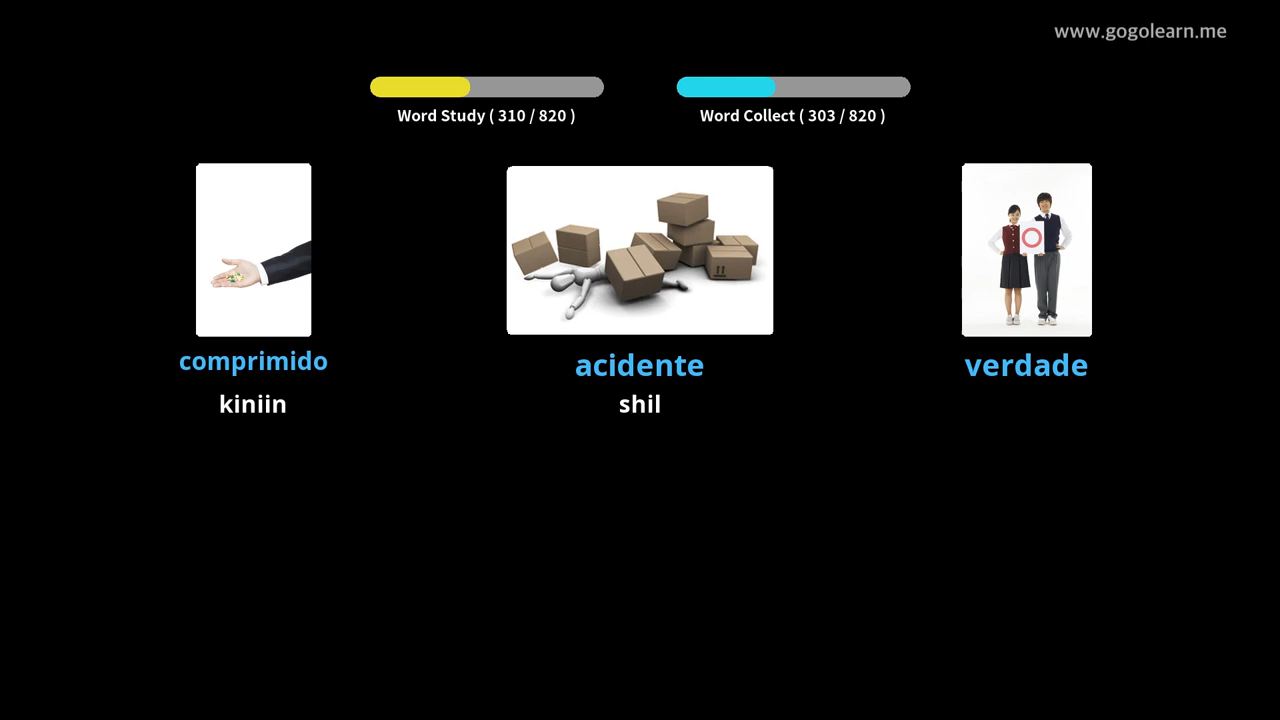 www.gogolearn.me
Word Study ( 310 / 820 )
Word Collect ( 303 / 820 )
comprimido
acidente
verdade
kiniin
shil